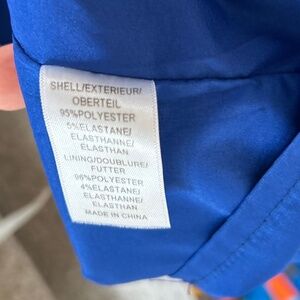 SHELL/EXTERIEUR/
OBERTEIL
95%POLYESTER
5%ELASTANE/
ELASTHANNE/
ELASTHAN
LINING/DOUBLURE/
FUTTER
96%POLYESTER
4%ELASTANE/
ELASTHANNE/
ELASTHAN
MADE IN CHINA